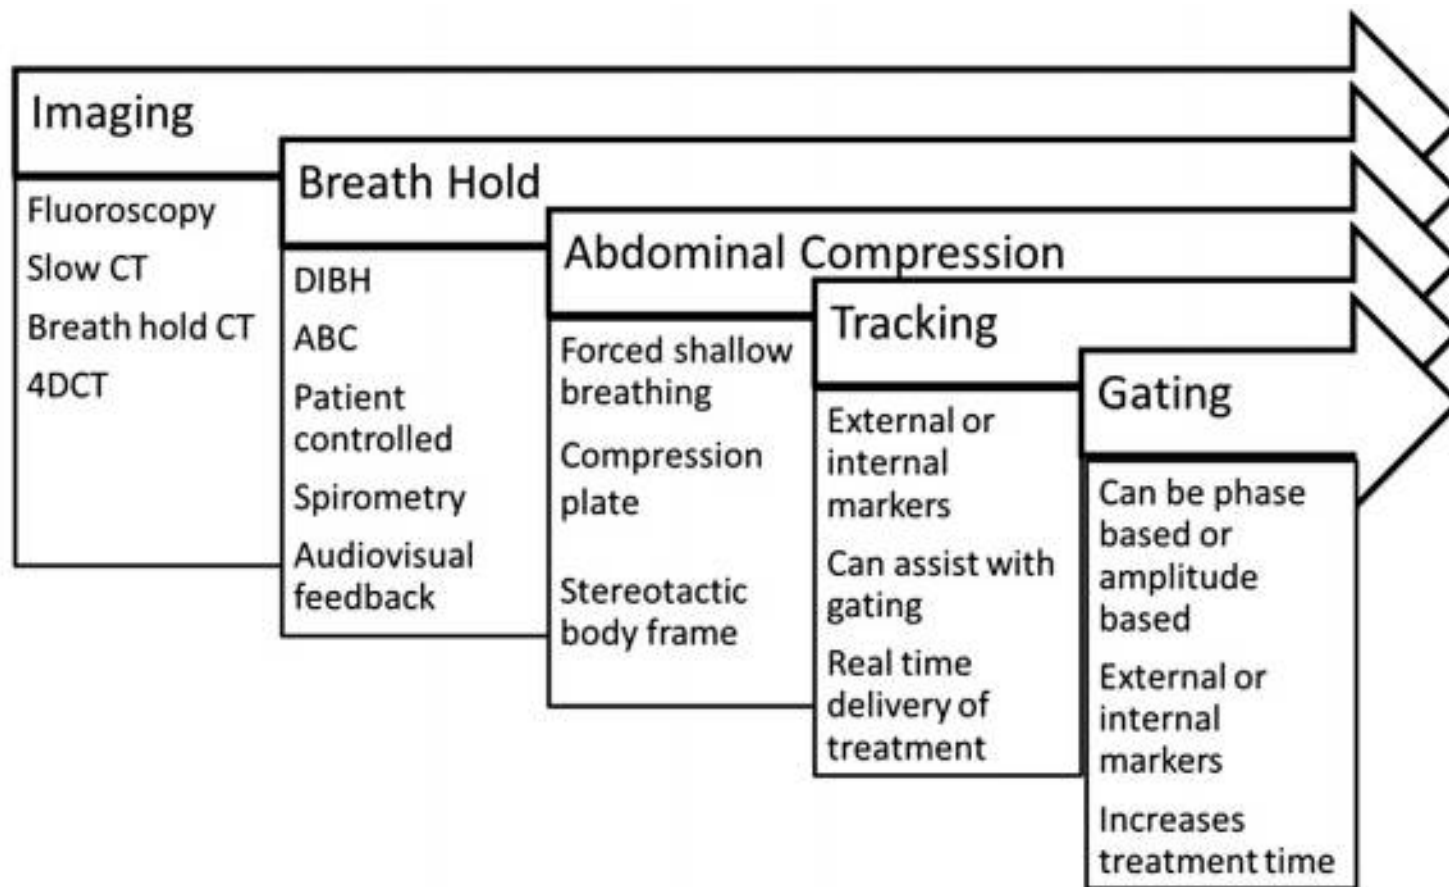 Imaging
Fluoroscopy
Slow CT
Breath hold CT
4DCT
Breath Hold
DIBH
ABC
Patient
controlled
Spirometry
Audiovisual
feedback
Abdominal Compression
Forced shallow
breathing
Compression
plate
Stereotactic
body frame
Tracking
External or
internal
markers
Can assist with
gating
Real time
delivery of
treatment
Gating
Can be phase
based or
amplitude
based
External or
internal
markers
Increases
treatment time